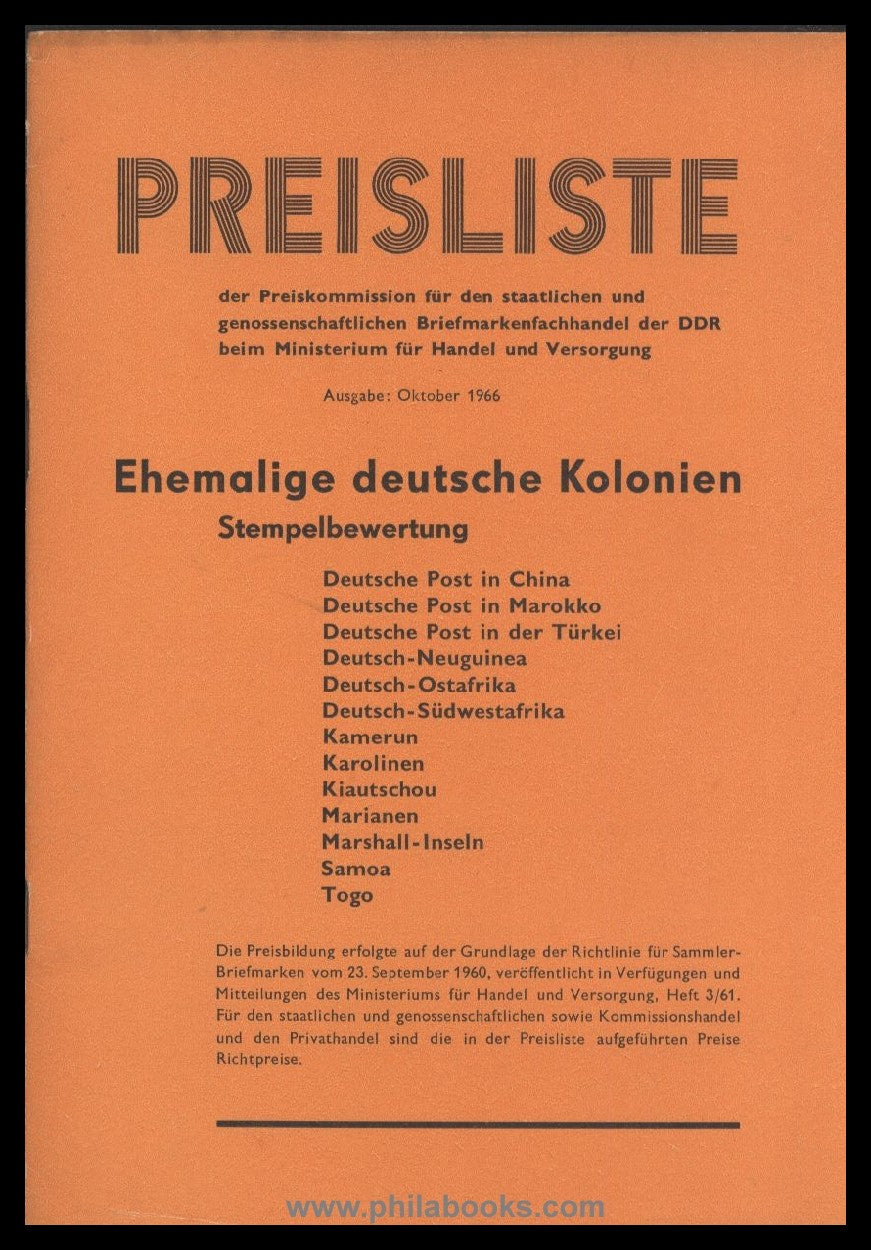 PREISLISTE
der Preiskommission für den staatlichen und
genossenschaftlichen Briefmarkenfachhandel der DDR
beim Ministerium für Handel und Versorgung
Ausgabe: Oktober 1966
Ehemalige deutsche Kolonien
Stempelbewertung
Deutsche Post in China
Deutsche Post in Marokko
Deutsche Post in der Türkei
Deutsch-Neuguinea
Deutsch-Ostafrika
Deutsch-Südwestafrika
Kamerun
Karolinen
Kiautschou
Marianen
Marshall-Inseln
Samoa
Togo
Die Preisbildung erfolgte auf der Grundlage der Richtlinie für Sammler-
Briefmarken vom 23. September 1960, veröffentlicht in Verfügungen und
Mitteilungen des Ministeriums für Handel und Versorgung, Heft 3/61.
Für den staatlichen und genossenschaftlichen sowie Kommissionshandel
und den Privathandel sind die in der Preisliste aufgeführten Preise
Richtpreise.
www.philabooks.com